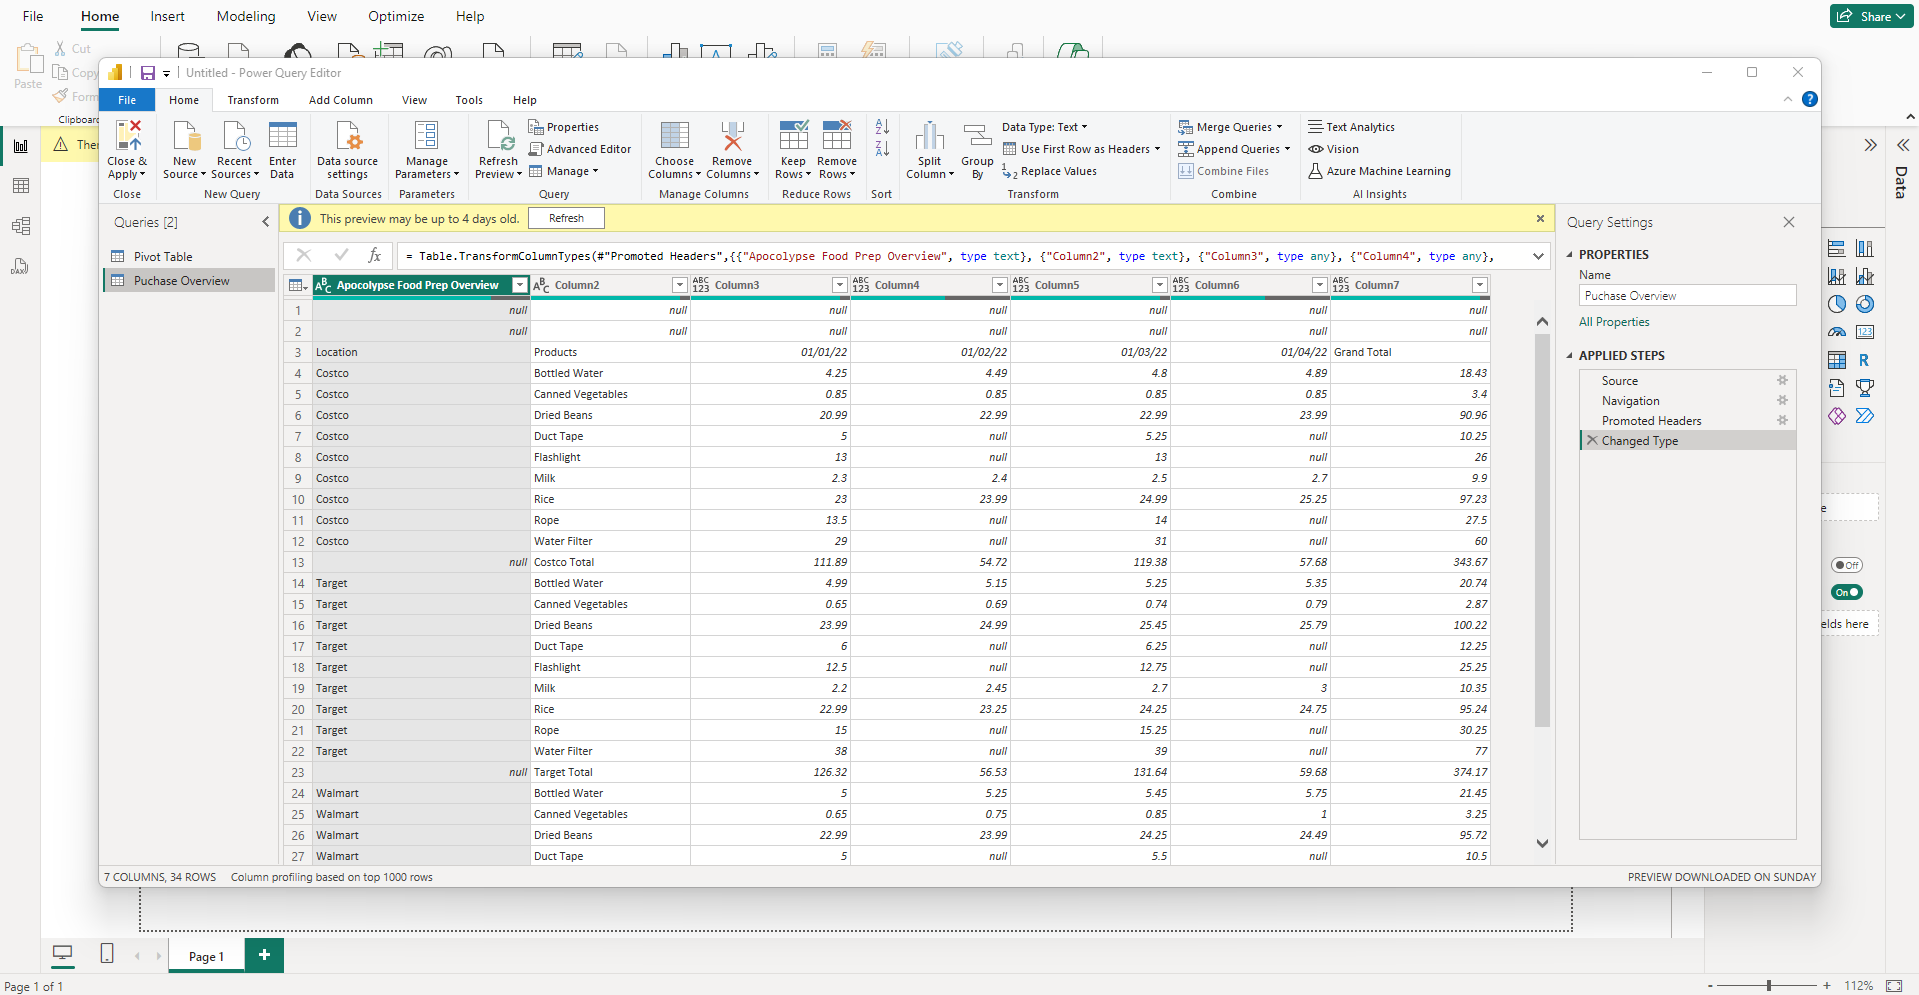 File Home Insert Modeling View Optimize Help Share
Paste Cut
Copy
Form
Clipboard
Untitled - Power Query Editor
File Home Transform Add Column View Tools Help
Close & Apply New Source Recent Sources Enter Data Data source settings Manage Parameters Refresh Preview Properties Advanced Editor Manage Choose Columns Remove Columns Keep Rows Remove Rows Split Column Group By Data Type: Text Use First Row as Headers Replace Values Merge Queries Append Queries Combine Files Text Analytics Vision Azure Machine Learning
Close New Query Data Sources Parameters Query Manage Columns Reduce Rows Sort Transform Combine AI Insights
Ther
Queries [2]
Pivot Table
Puchase Overview
This preview may be up to 4 days old. Refresh
= Table.TransformColumnTypes(#"Promoted Headers",{{"Apocolypse Food Prep Overview", type text}, {"Column2", type text}, {"Column3", type any}, {"Column4", type any},
Apocolypse Food Prep Overview Column2 Column3 Column4 Column5 Column6 Column7
1 null null null null null null null
2 null null null null null null null
3 Location Products 01/01/22 01/02/22 01/03/22 01/04/22 Grand Total
4 Costco Bottled Water 4.25 4.49 4.8 4.89 18.43
5 Costco Canned Vegetables 0.85 0.85 0.85 0.85 3.4
6 Costco Dried Beans 20.99 22.99 22.99 23.99 90.96
7 Costco Duct Tape 5 null 5.25 null 10.25
8 Costco Flashlight 13 null 13 null 26
9 Costco Milk 2.3 2.4 2.5 2.7 9.9
10 Costco Rice 23 23.99 24.99 25.25 97.23
11 Costco Rope 13.5 null 14 null 27.5
12 Costco Water Filter 29 null 31 null 60
13 null Costco Total 111.89 54.72 119.38 57.68 343.67
14 Target Bottled Water 4.99 5.15 5.25 5.35 20.74
15 Target Canned Vegetables 0.65 0.69 0.74 0.79 2.87
16 Target Dried Beans 23.99 24.99 25.45 25.79 100.22
17 Target Duct Tape 6 null 6.25 null 12.25
18 Target Flashlight 12.5 null 12.75 null 25.25
19 Target Milk 2.2 2.45 2.7 3 10.35
20 Target Rice 22.99 23.25 24.25 24.75 95.24
21 Target Rope 15 null 15.25 null 30.25
22 Target Water Filter 38 null 39 null 77
23 null Target Total 126.32 56.53 131.64 59.68 374.17
24 Walmart Bottled Water 5 5.25 5.45 5.75 21.45
25 Walmart Canned Vegetables 0.65 0.75 0.85 1 3.25
26 Walmart Dried Beans 22.99 23.99 24.25 24.49 95.72
27 Walmart Duct Tape 5 null 5.5 null 10.5
Query Settings
PROPERTIES
Name
Puchase Overview
All Properties
APPLIED STEPS
Source
Navigation
Promoted Headers
Changed Type
Data
e
Off
On
elds here
7 COLUMNS, 34 ROWS Column profiling based on top 1000 rows PREVIEW DOWNLOADED ON SUNDAY
Page 1
Page 1 of 1 112%